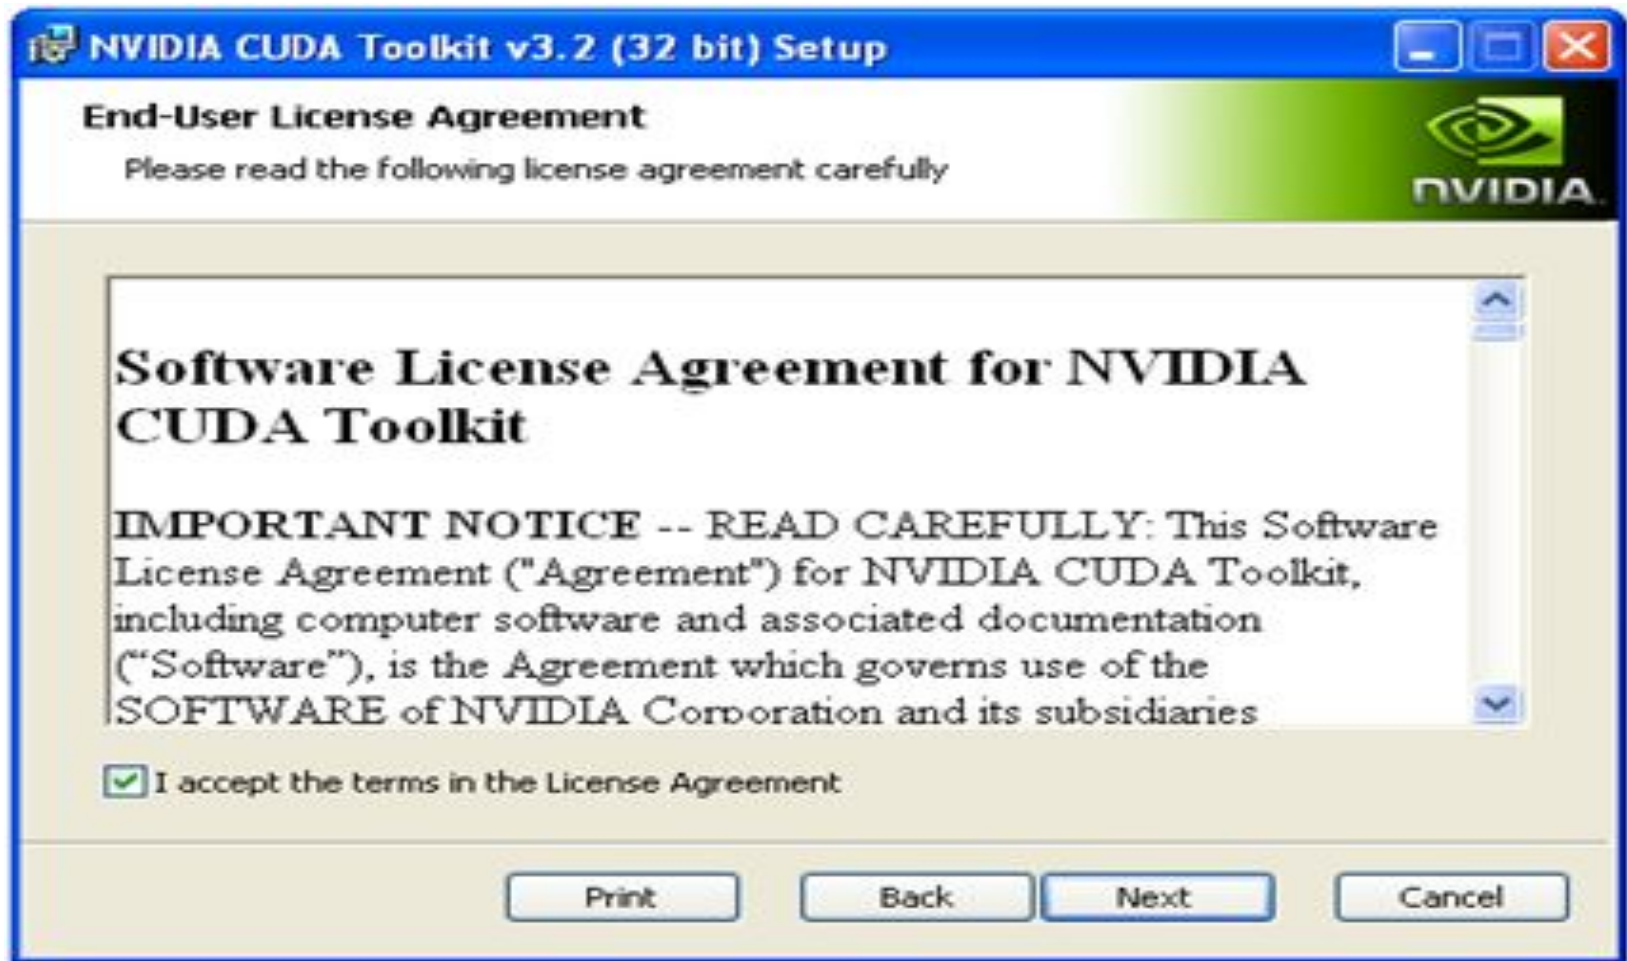 NVIDIA CUDA Toolkit v3.2 (32 bit) Setup
End-User License Agreement
Please read the following license agreement carefully
NVIDIA
Software License Agreement for NVIDIA
CUDA Toolkit
IMPORTANT NOTICE -- READ CAREFULLY: This Software
License Agreement ("Agreement") for NVIDIA CUDA Toolkit,
including computer software and associated documentation
(“Software”), is the Agreement which governs use of the
SOFTWARE of NVIDIA Corporation and its subsidiaries
I accept the terms in the License Agreement
Print Back Next Cancel